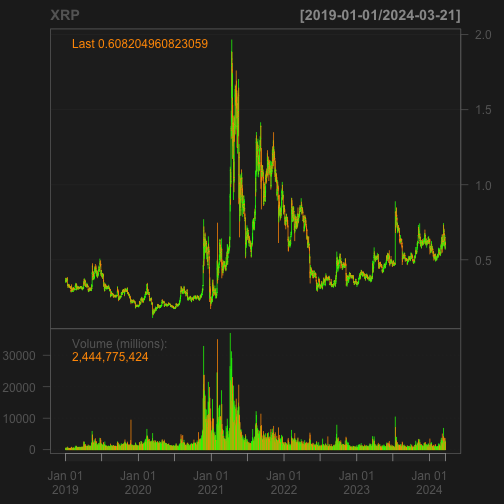 XRP [2019-01-01/2024-03-21]
Last 0.608204960823059
2.0
1.5
1.0
0.5
Volume (millions):
2,444,775,424
30000
20000
10000
0
Jan 01 Jan 01 Jan 01 Jan 01 Jan 01 Jan 01
2019 2020 2021 2022 2023 2024